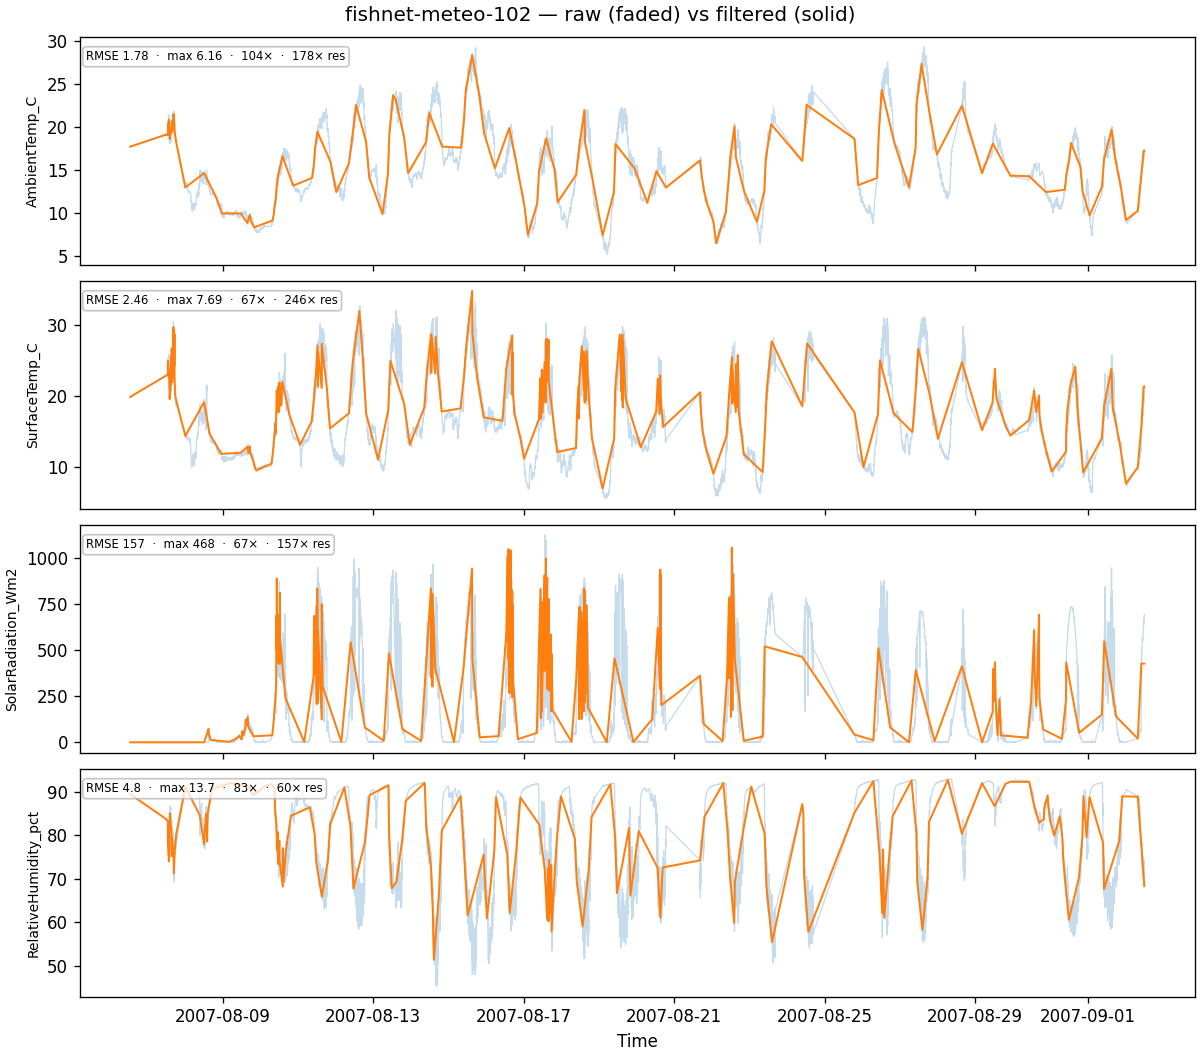 fishnet-meteo-102 — raw (faded) vs filtered (solid)
RMSE 1.78 · max 6.16 · 104× · 178× res
AmbientTemp_C
30
25
20
15
10
5
RMSE 2.46 · max 7.69 · 67× · 246× res
SurfaceTemp_C
30
20
10
RMSE 157 · max 468 · 67× · 157× res
SolarRadiation_Wm2
1000
750
500
250
0
RMSE 4.8 · max 13.7 · 83× · 60× res
RelativeHumidity_pct
90
80
70
60
50
2007-08-09 2007-08-13 2007-08-17 2007-08-21 2007-08-25 2007-08-29 2007-09-01
Time